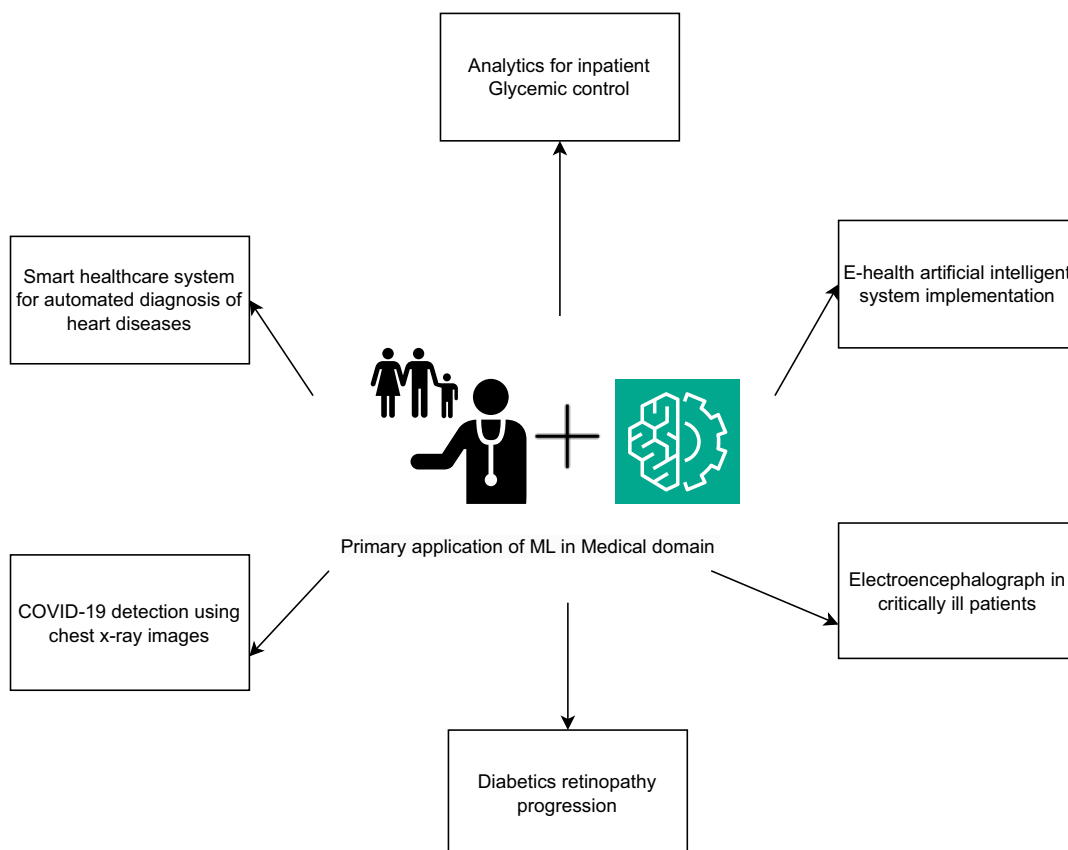 Analytics for inpatient
Glycemic control
Smart healthcare system
for automated diagnosis of
heart diseases
E-health artificial intelligent
system implementation
Primary application of ML in Medical domain
COVID-19 detection using
chest x-ray images
Electroencephalograph in
critically ill patients
Diabetics retinopathy
progression